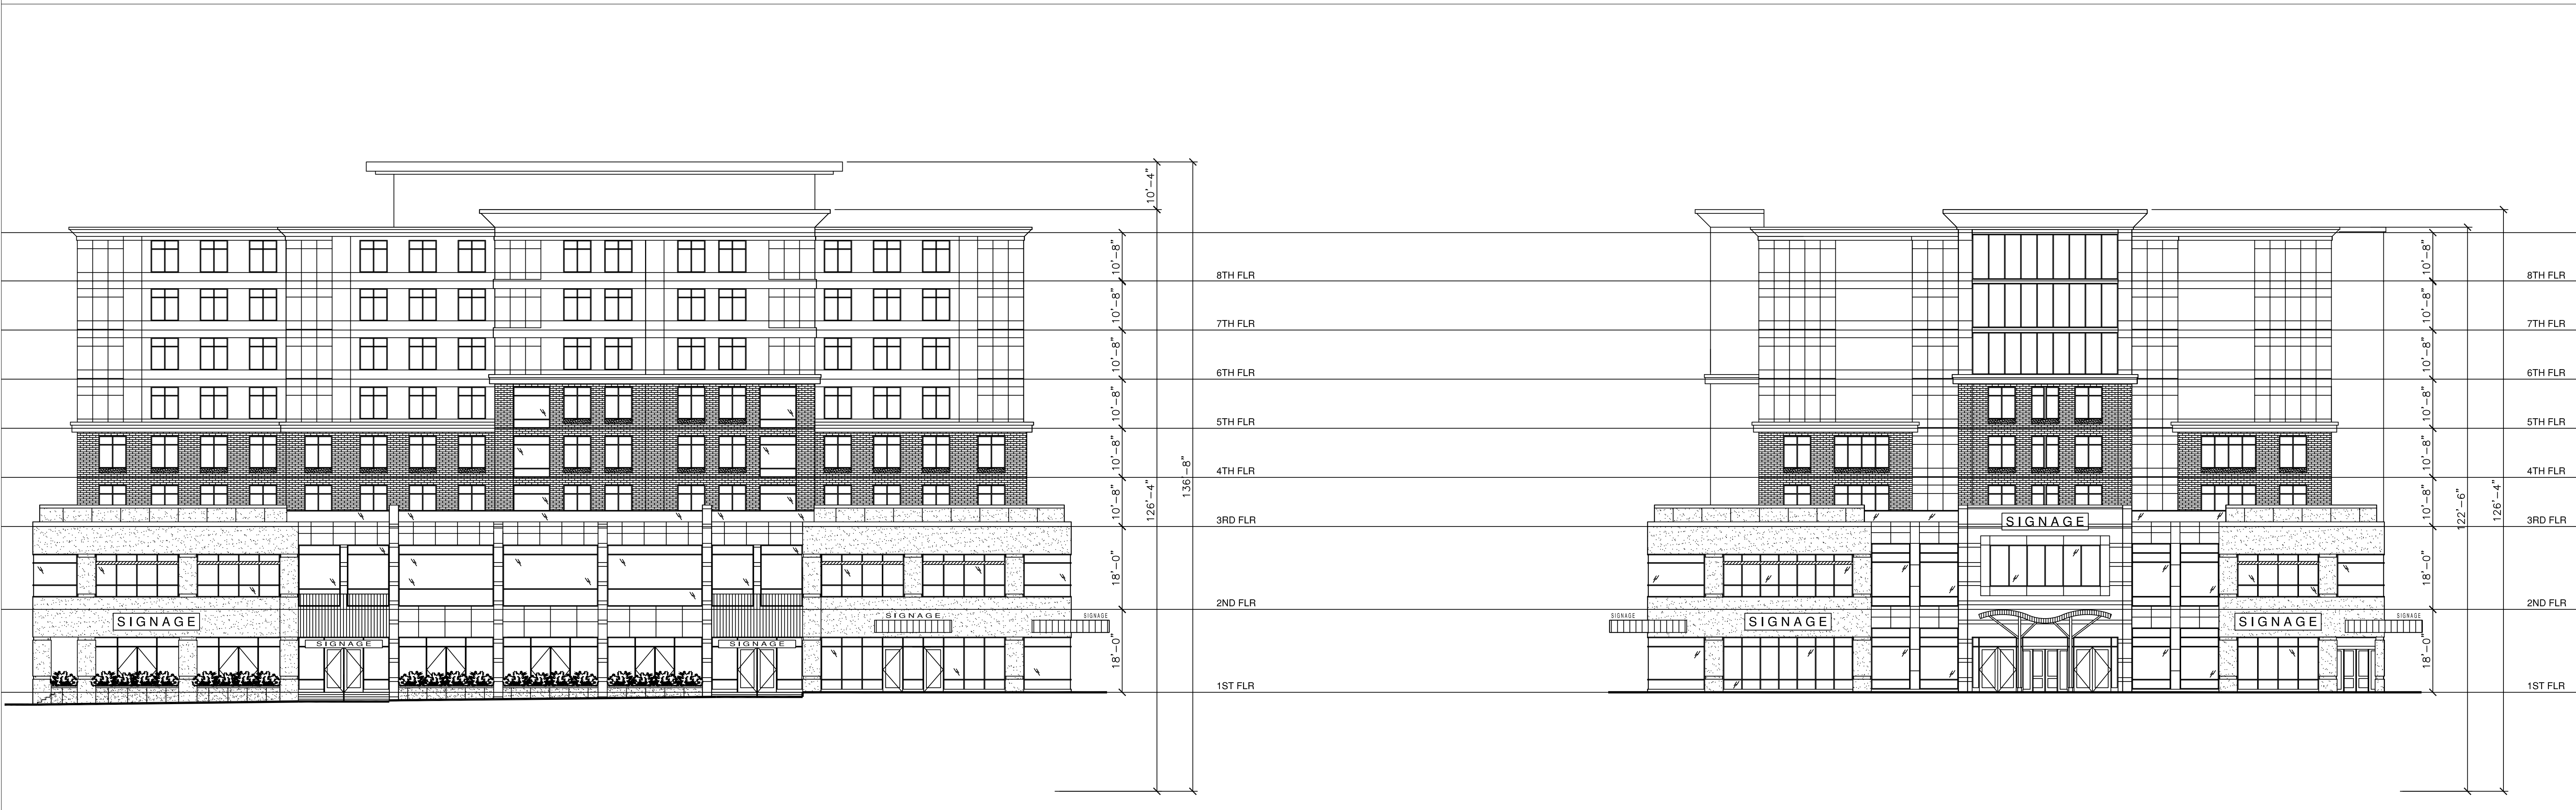 10'-4"
10'-8"
8TH FLR
10'-8"
7TH FLR
10'-8"
6TH FLR
10'-8"
5TH FLR
10'-8"
4TH FLR
10'-8"
3RD FLR
18'-0"
2ND FLR
18'-0"
1ST FLR
126'-4"
136'-8"
SIGNAGE
SIGNAGE
SIGNAGE
SIGNAGE
SIGNAGE
10'-8"
8TH FLR
10'-8"
7TH FLR
10'-8"
6TH FLR
10'-8"
5TH FLR
10'-8"
4TH FLR
10'-8"
3RD FLR
18'-0"
2ND FLR
18'-0"
1ST FLR
122'-6"
126'-4"
SIGNAGE
SIGNAGE
SIGNAGE
SIGNAGE
SIGNAGE